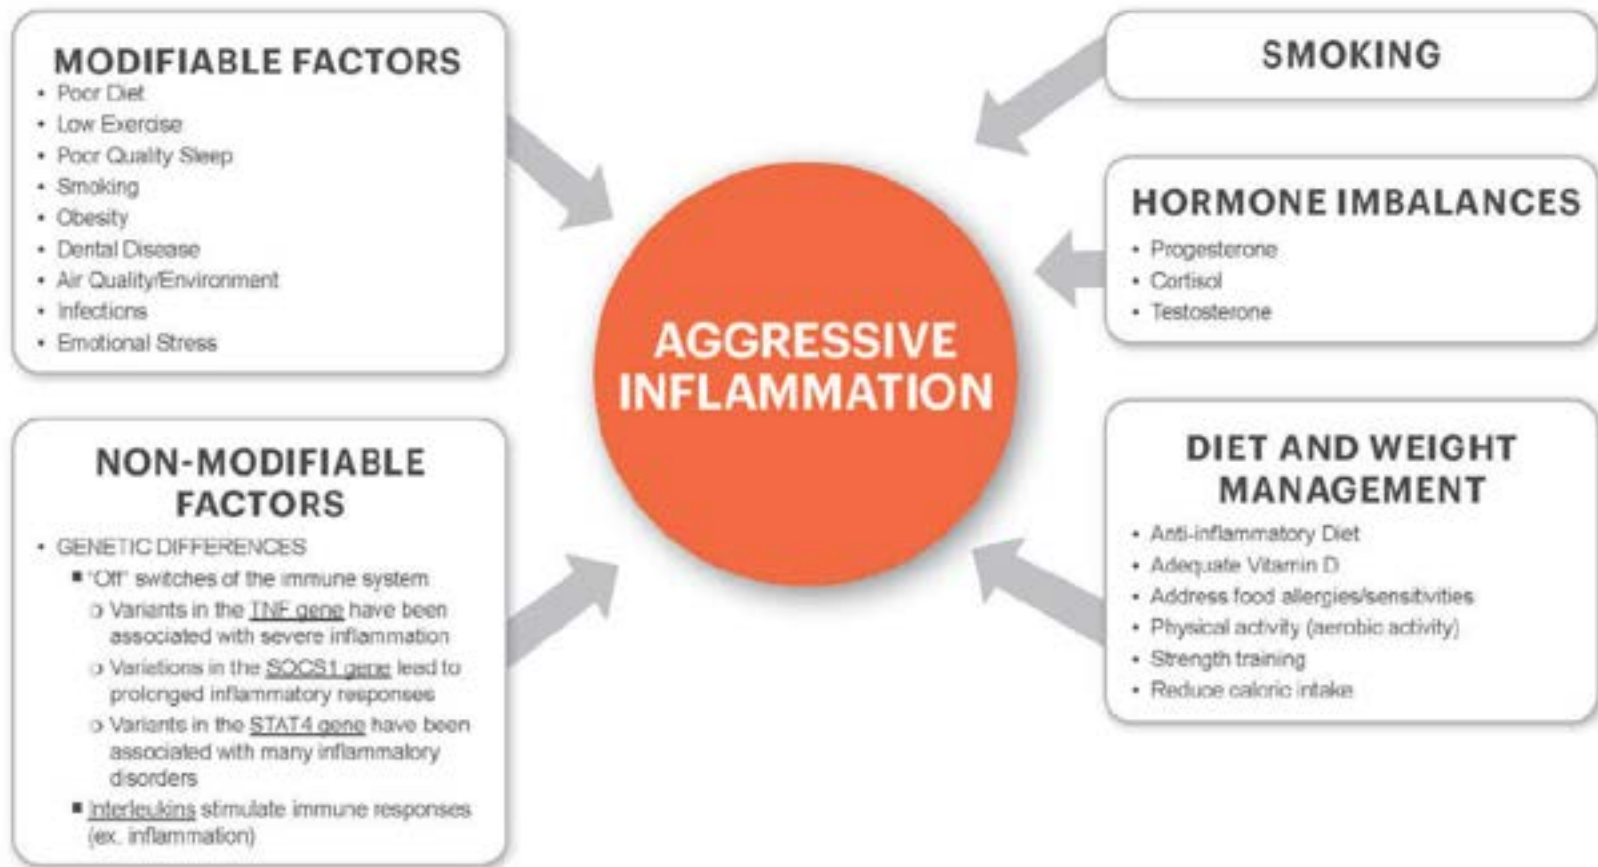 MODIFIABLE FACTORS
• Poor Diet
• Low Exercise
• Poor Quality Sleep
• Smoking
• Obesity
• Dental Disease
• Air Quality/Environment
• Infections
• Emotional Stress
NON-MODIFIABLE
FACTORS
• GENETIC DIFFERENCES
■ "Off" switches of the immune system
o Variants in the TNF gene have been
associated with severe inflammation
o Variations in the SOCS1 gene lead to
prolonged inflammatory responses
o Variants in the STAT4 gene have been
associated with many inflammatory
disorders
■ Interleukins stimulate immune responses
(ex. inflammation)
AGGRESSIVE
INFLAMMATION
SMOKING
HORMONE IMBALANCES
• Progesterone
• Cortisol
• Testosterone
DIET AND WEIGHT
MANAGEMENT
• Anti-inflammatory Diet
• Adequate Vitamin D
• Address food allergies/sensitivities
• Physical activity (aerobic activity)
• Strength training
• Reduce caloric intake